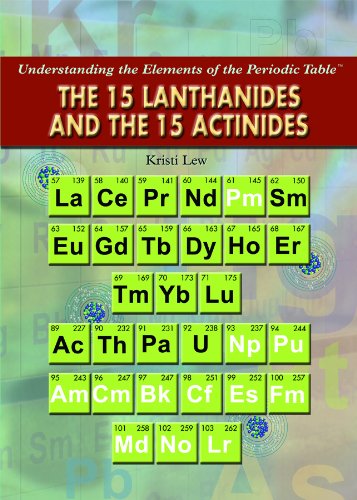 Understanding the Elements of the Periodic Table™
THE 15 LANTHANIDES
AND THE 15 ACTINIDES
Kristi Lew
57 139 58 140 59 141 60 144 61 145 62 150
La Ce Pr Nd Pm Sm
63 152 64 157 65 159 66 163 67 165 68 167
Eu Gd Tb Dy Ho Er
69 169 70 173 71 175
Tm Yb Lu
89 227 90 232 91 231 92 238 93 237 94 244
Ac Th Pa U Np Pu
95 243 96 247 97 247 98 251 99 252 100 257
Am Cm Bk Cf Es Fm
101 258 102 259 103 262
Md No Lr